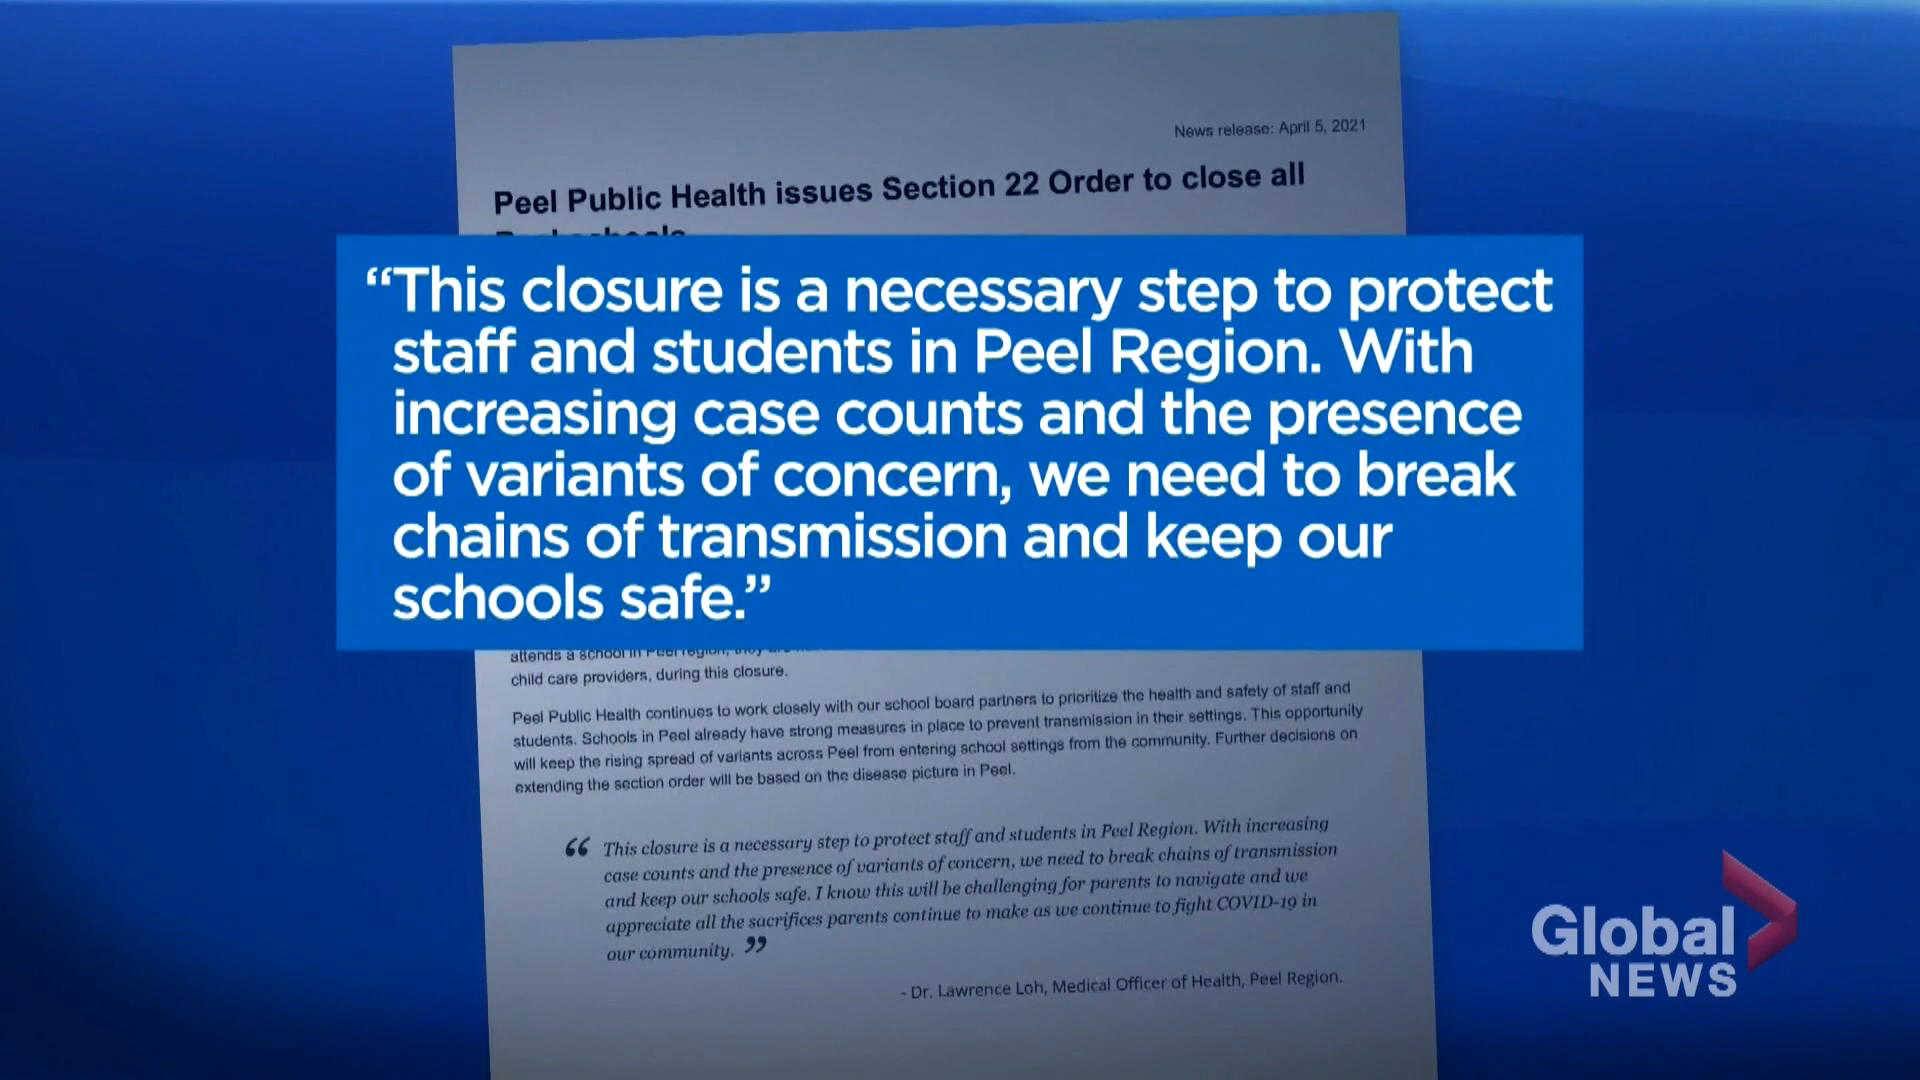 News release: April 5, 2021
Peel Public Health issues Section 22 Order to close all
Peel schools
“This closure is a necessary step to protect
staff and students in Peel Region. With
increasing case counts and the presence
of variants of concern, we need to break
chains of transmission and keep our
schools safe.”
attends a school in Peel region, they are
child care providers, during this closure.
Peel Public Health continues to work closely with our school board partners to prioritize the health and safety of staff and
students. Schools in Peel already have strong measures in place to prevent transmission in their settings. This opportunity
will keep the rising spread of variants across Peel from entering school settings from the community. Further decisions on
extending the section order will be based on the disease picture in Peel.
“ This closure is a necessary step to protect staff and students in Peel Region. With increasing
case counts and the presence of variants of concern, we need to break chains of transmission
and keep our schools safe. I know this will be challenging for parents to navigate and we
appreciate all the sacrifices parents continue to make as we continue to fight COVID-19 in
our community. ”
- Dr. Lawrence Loh, Medical Officer of Health, Peel Region.
Global
NEWS